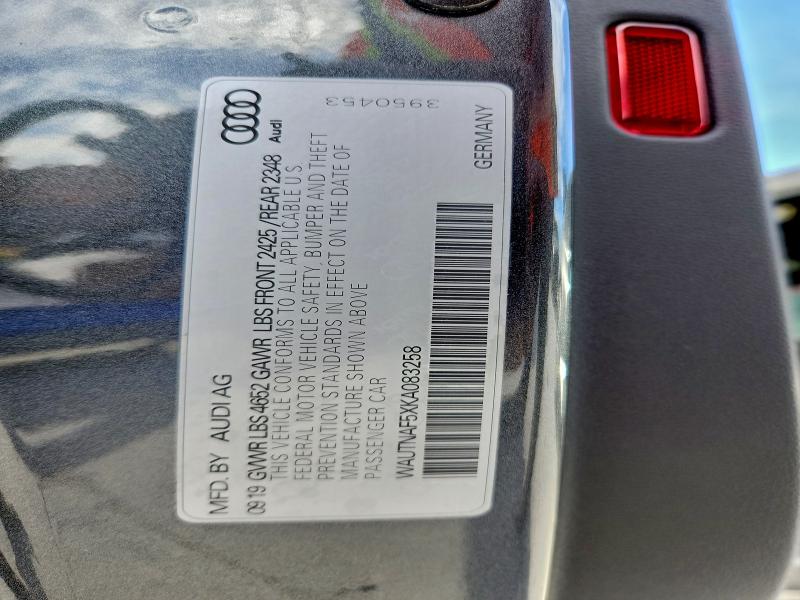 MFD. BY AUDI AG
Audi
0919 GVWR LBS 4652 GAWR LBS FRONT 2425 /REAR 2348
THIS VEHICLE CONFORMS TO ALL APPLICABLE U.S
FEDERAL MOTOR VEHICLE SAFETY, BUMPER AND THEFT
PREVENTION STANDARDS IN EFFECT ON THE DATE OF
MANUFACTURE SHOWN ABOVE
PASSENGER CAR
3950453
WAUTNAF5XKA083258
GERMANY